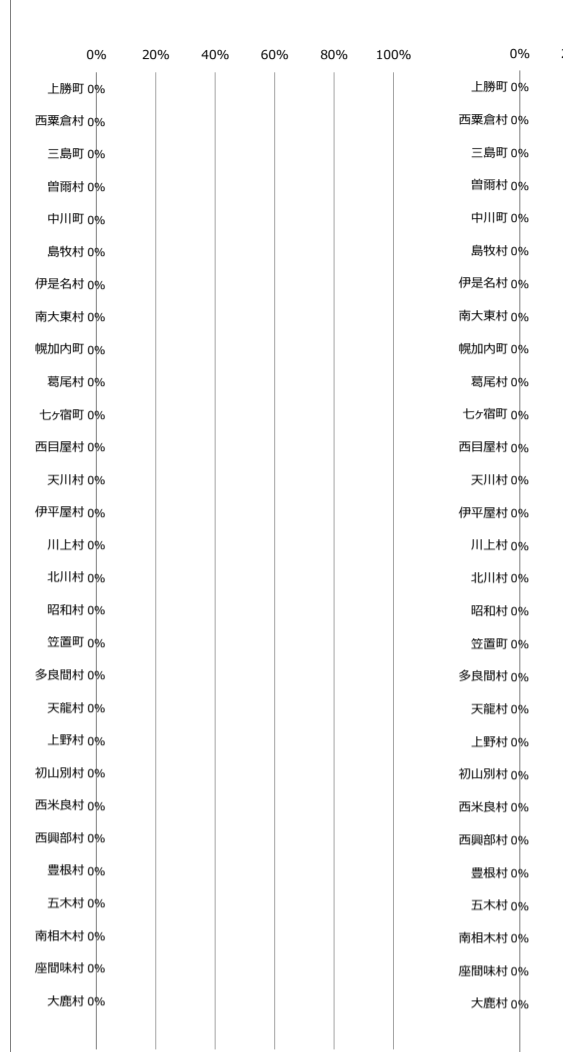 0% 20% 40% 60% 80% 100% 0%
上勝町 0% 上勝町 0%
西粟倉村 0% 西粟倉村 0%
三島町 0% 三島町 0%
曽爾村 0% 曽爾村 0%
中川町 0% 中川町 0%
島牧村 0% 島牧村 0%
伊是名村 0% 伊是名村 0%
南大東村 0% 南大東村 0%
幌加内町 0% 幌加内町 0%
葛尾村 0% 葛尾村 0%
七ヶ宿町 0% 七ヶ宿町 0%
西目屋村 0% 西目屋村 0%
天川村 0% 天川村 0%
伊平屋村 0% 伊平屋村 0%
川上村 0% 川上村 0%
北川村 0% 北川村 0%
昭和村 0% 昭和村 0%
笠置町 0% 笠置町 0%
多良間村 0% 多良間村 0%
天龍村 0% 天龍村 0%
上野村 0% 上野村 0%
初山別村 0% 初山別村 0%
西米良村 0% 西米良村 0%
西興部村 0% 西興部村 0%
豊根村 0% 豊根村 0%
五木村 0% 五木村 0%
南相木村 0% 南相木村 0%
座間味村 0% 座間味村 0%
大鹿村 0% 大鹿村 0%